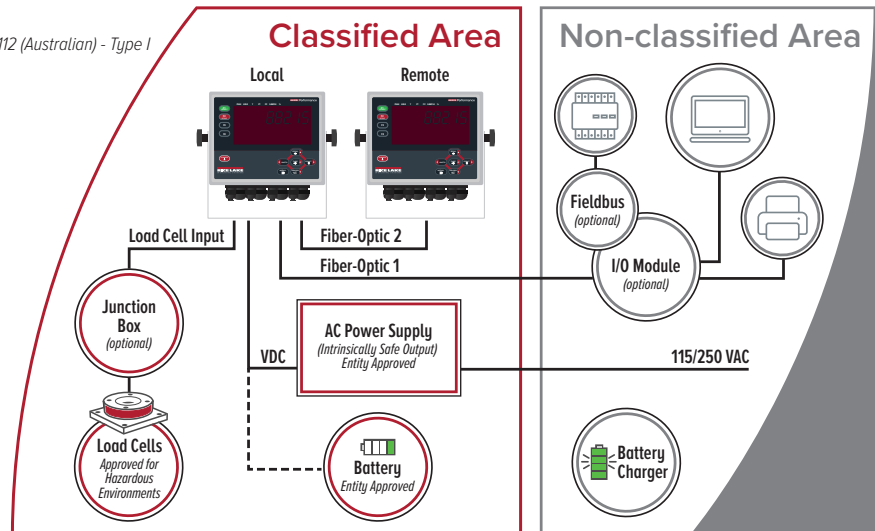 112 (Australian) - Type I
Classified Area
Non-classified Area
Local
Remote
RICE LAKE
Load Cell Input
Fiber-Optic 2
Fiber-Optic 1
Fieldbus
(optional)
I/O Module
(optional)
Junction
Box
(optional)
AC Power Supply
(Intrinsically Safe Output)
Entity Approved
VDC
115/250 VAC
Load Cells
Approved for
Hazardous
Environments
Battery
Entity Approved
Battery
Charger